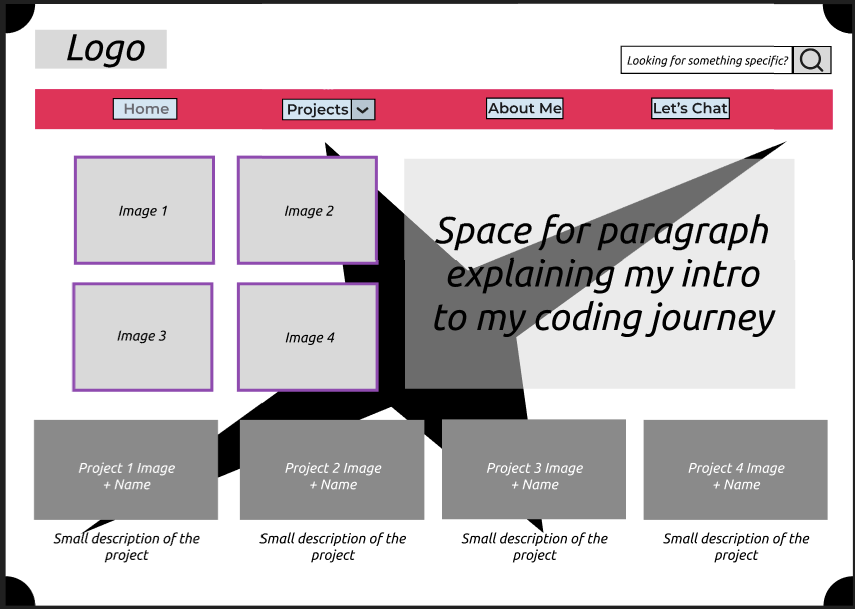 Logo
Looking for something specific?
Home
Projects
About Me
Let's Chat
Image 1
Image 2
Image 3
Image 4
Space for paragraph
explaining my intro
to my coding journey
Project 1 Image
+ Name
Project 2 Image
+ Name
Project 3 Image
+ Name
Project 4 Image
+ Name
Small description of the
project
Small description of the
project
Small description of the
project
Small description of the
project